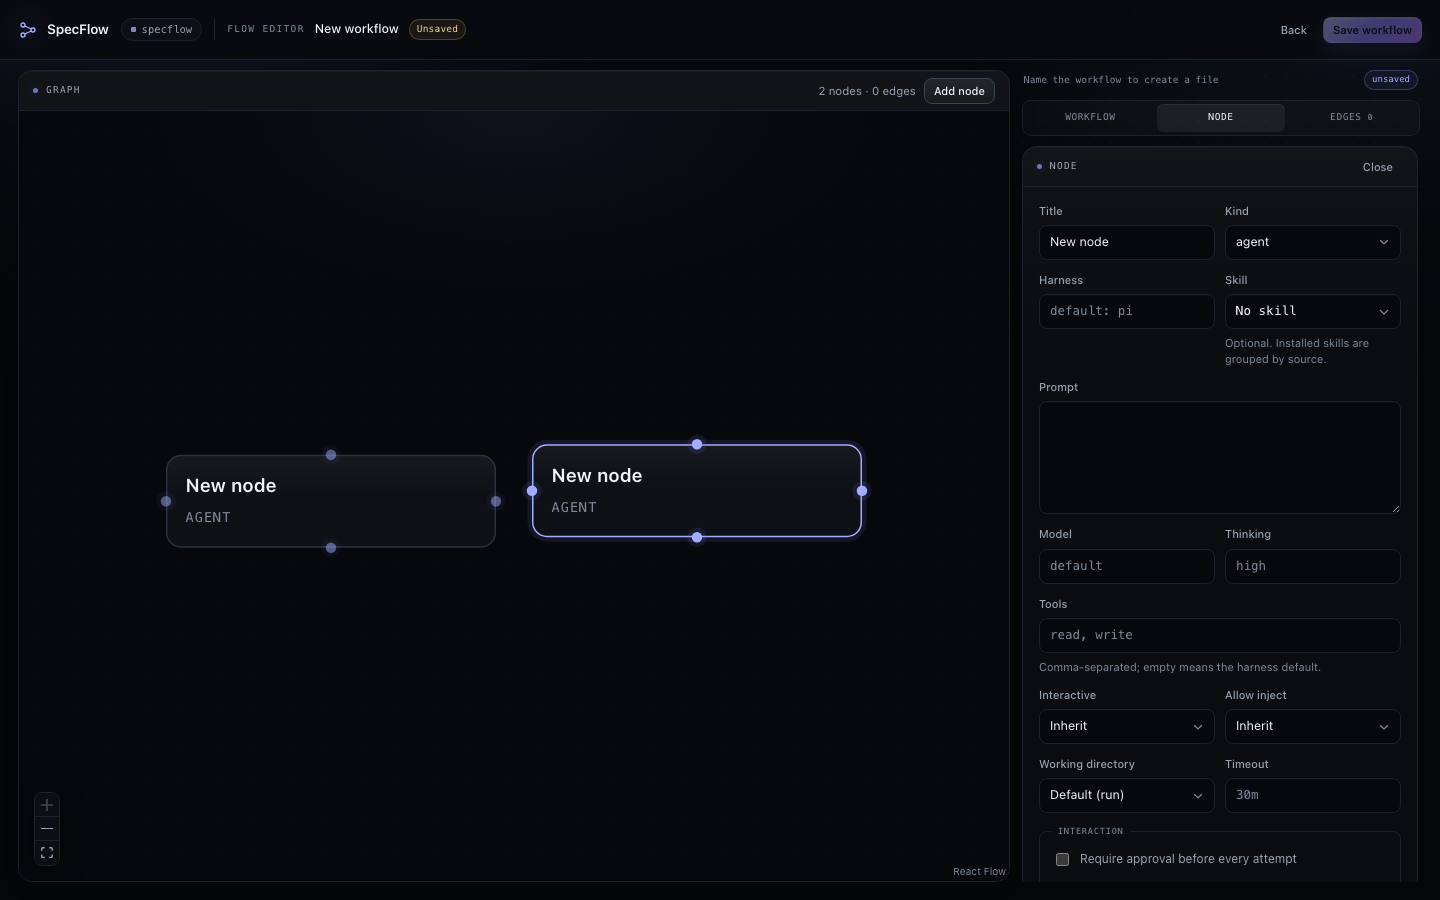 SpecFlow
specflow
FLOW EDITOR New workflow Unsaved
Back
Save workflow
GRAPH
2 nodes · 0 edges
Add node
New node
AGENT
New node
AGENT
React Flow
Name the workflow to create a file
unsaved
WORKFLOW
NODE
EDGES 0
NODE
Close
Title
Kind
New node
agent
Harness
Skill
default: pi
No skill
Optional. Installed skills are
grouped by source.
Prompt
Model
Thinking
default
high
Tools
read, write
Comma-separated; empty means the harness default.
Interactive
Allow inject
Inherit
Inherit
Working directory
Timeout
Default (run)
30m
INTERACTION
Require approval before every attempt